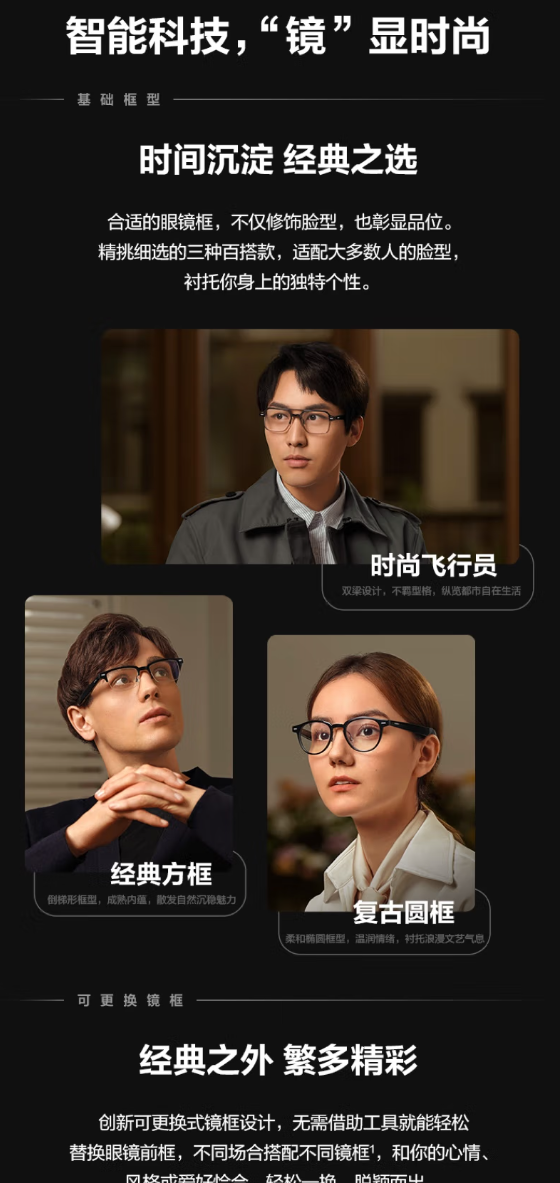 智能科技，“镜”显时尚
基础框型
时间沉淀 经典之选
合适的眼镜框，不仅修饰脸型，也彰显品位。
精挑细选的三种百搭款，适配大多数人的脸型，
衬托你身上的独特个性。
时尚飞行员
双梁设计，不羁型格，纵览都市自在生活
经典方框
倒梯形框型，成熟内蕴，散发自然沉稳魅力
复古圆框
柔和椭圆框型，温润情绪，衬托浪漫文艺气息
可更换镜框
经典之外 繁多精彩
创新可更换式镜框设计，无需借助工具就能轻松
替换眼镜前框，不同场合搭配不同镜框¹，和你的心情、
风格或爱好恰合，轻松一换，脱颖而出